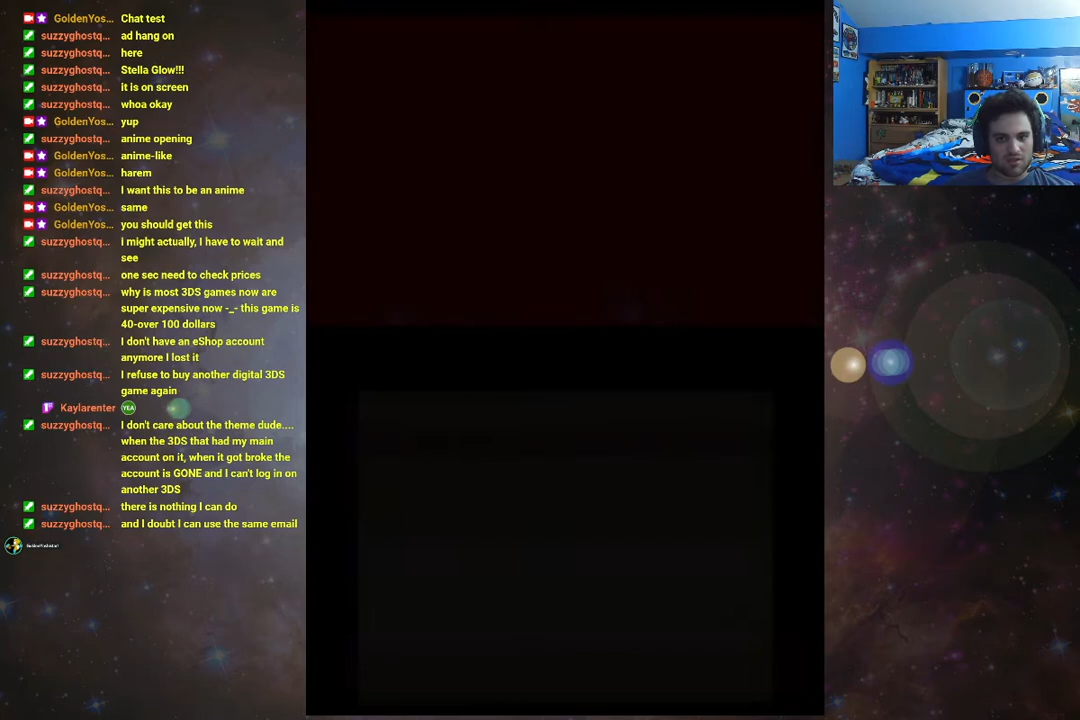 GoldenYos... Chat test
suzzyghostq... ad hang on
suzzyghostq... here
suzzyghostq... Stella Glow!!!
suzzyghostq... it is on screen
suzzyghostq... whoa okay
GoldenYos... yup
suzzyghostq... anime opening
GoldenYos... anime-like
GoldenYos... harem
suzzyghostq... I want this to be an anime
GoldenYos... same
GoldenYos... you should get this
suzzyghostq... i might actually, I have to wait and
see
suzzyghostq... one sec need to check prices
suzzyghostq... why is most 3DS games now are
super expensive now -_- this game is
40-over 100 dollars
suzzyghostq... I don't have an eShop account
anymore I lost it
suzzyghostq... I refuse to buy another digital 3DS
game again
Kaylarenter YEA
suzzyghostq... I don't care about the theme dude....
when the 3DS that had my main
account on it, when it got broke the
account is GONE and I can't log in on
another 3DS
suzzyghostq... there is nothing I can do
suzzyghostq... and I doubt I can use the same email